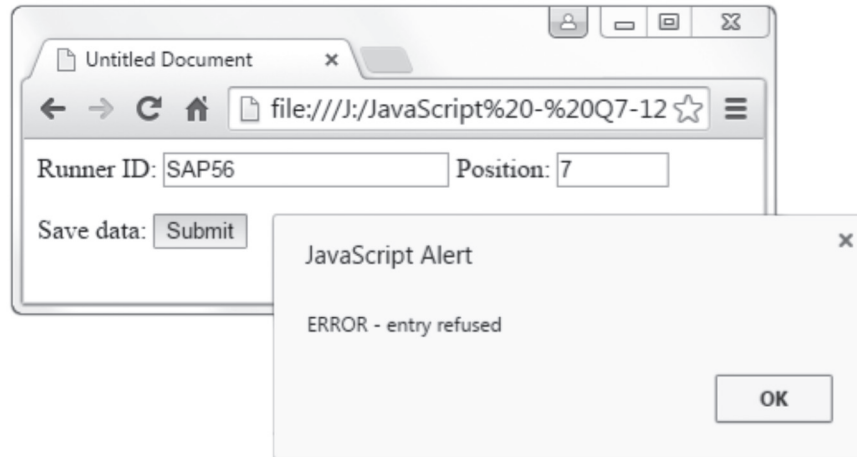 Untitled Document
file:///J:/JavaScript%20-%20Q7-12
Runner ID: SAP56 Position: 7
Save data: Submit
JavaScript Alert
ERROR - entry refused
OK